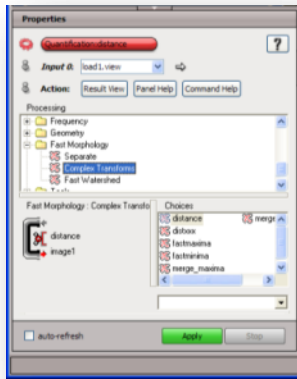 Properties
Quantification:distance
?
Input 0: load1.view
Action: Result View Panel Help Command Help
Processing
Frequency
Geometry
Fast Morphology
Separate
Complex Transforms
Fast Watershed
Fast Morphology : Complex Transfo
Choices
distance
image1
distance
distxxx
fastmaxima
fastminima
merge_maxima
auto-refresh
Apply
Stop